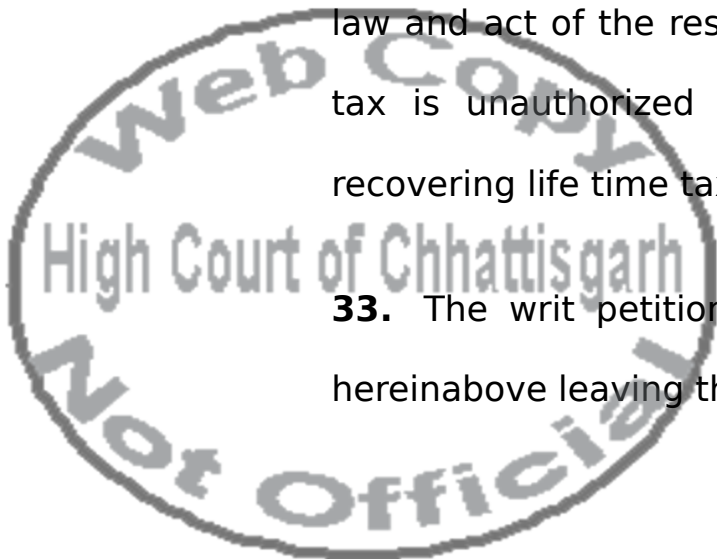 law and act of the res
tax is unauthorized
recovering life time tax
33. The writ petition
hereinabove leaving th
Web Copy
High Court of Chhattisgarh
Not Official